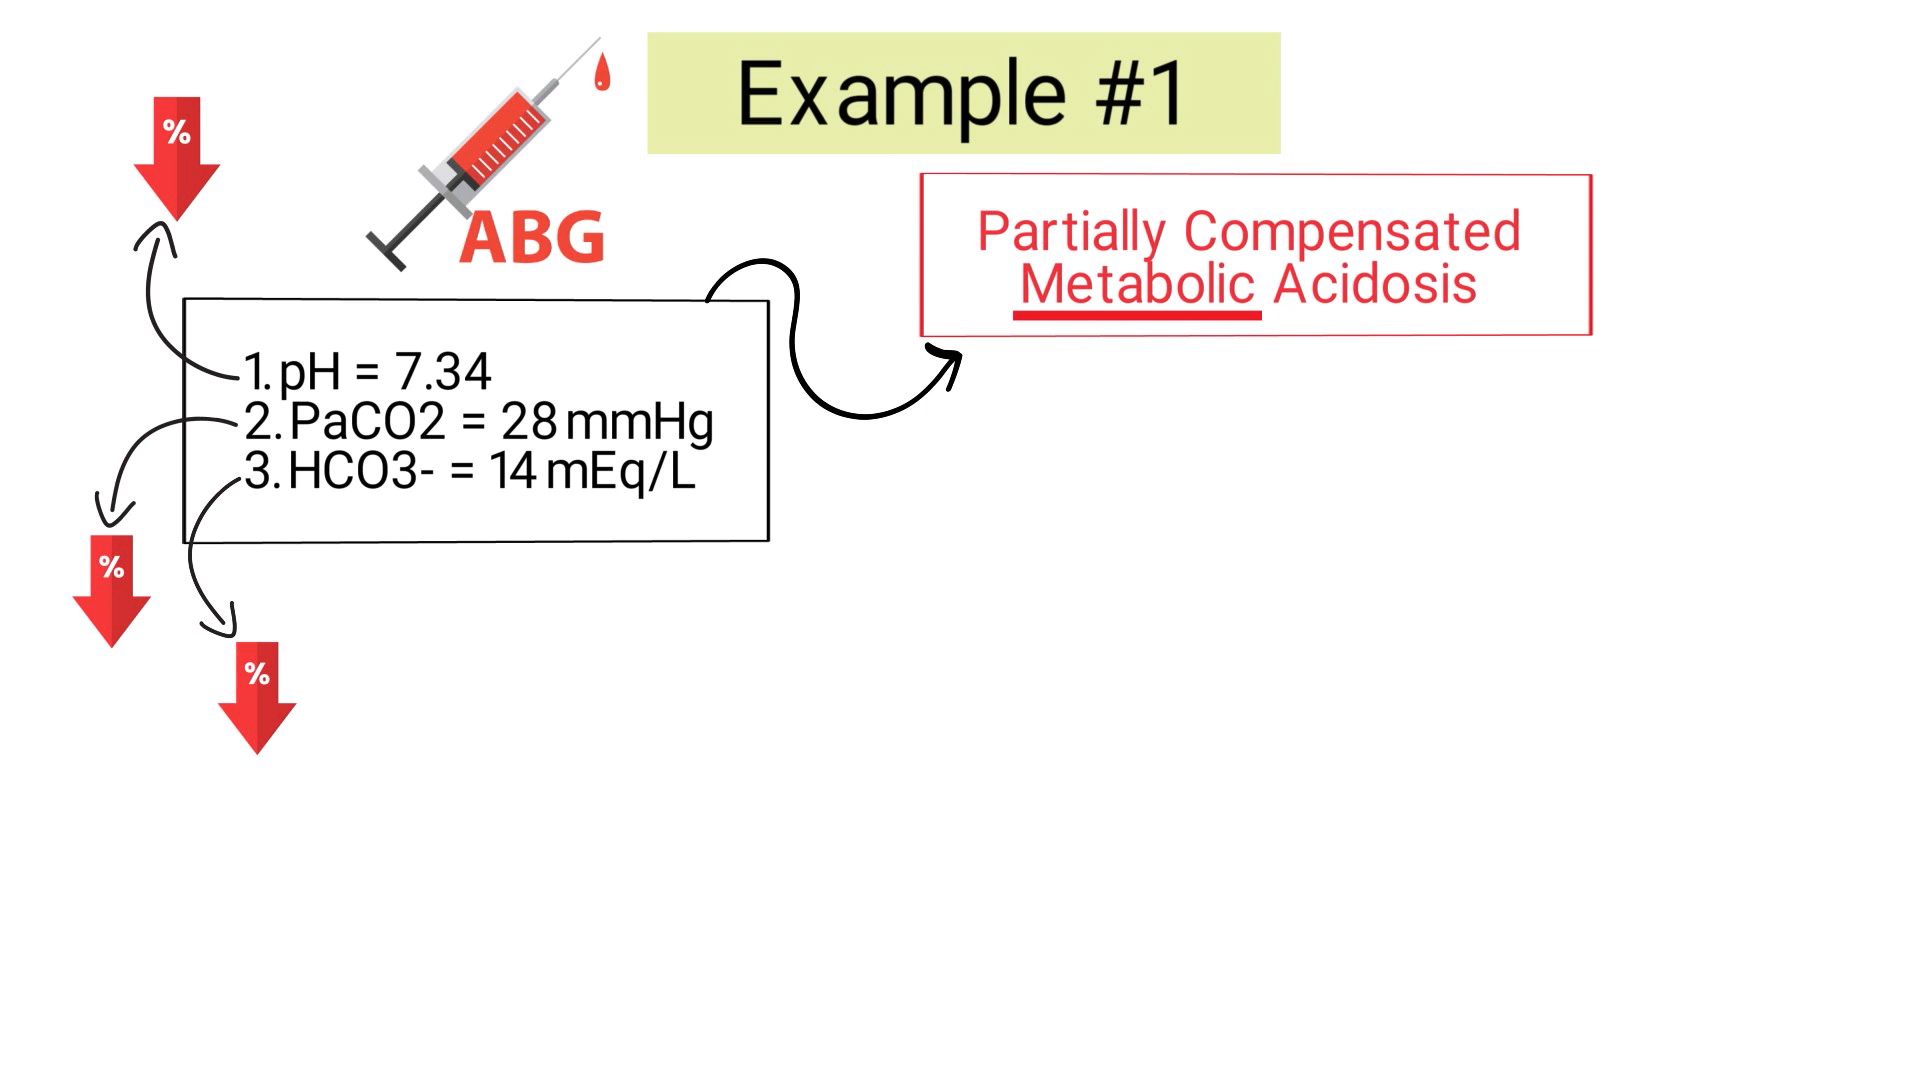 Example #1
%
ABG
Partially Compensated
Metabolic Acidosis
1. pH = 7.34
2. PaCO2 = 28 mmHg
3. HCO3- = 14 mEq/L
%
%